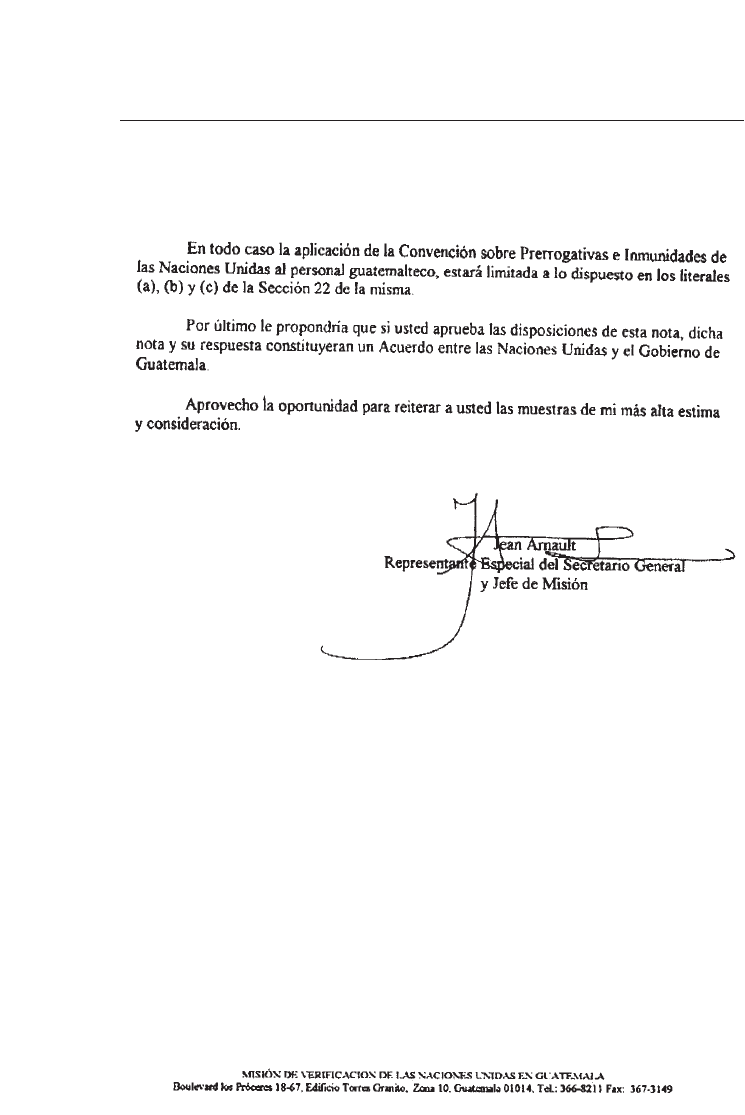 En todo caso la aplicación de la Convención sobre Prerrogativas e Inmunidades de
las Naciones Unidas al personal guatemalteco, estará limitada a lo dispuesto en los literales
(a), (b) y (c) de la Sección 22 de la misma.
Por último le propondría que si usted aprueba las disposiciones de esta nota, dicha
nota y su respuesta constituyeran un Acuerdo entre las Naciones Unidas y el Gobierno de
Guatemala.
Aprovecho la oportunidad para reiterar a usted las muestras de mi más alta estima
y consideración.
Jean Arnault
Representante Especial del Secretario General
y Jefe de Misión
MISIÓN DE VERIFICACION DE LAS NACIONES UNIDAS EN GUATEMALA
Boulevard los Próceres 18-67, Edificio Torres Granito, Zona 10, Guatemala 01014, Tel.: 366-8211 Fax: 367-3149